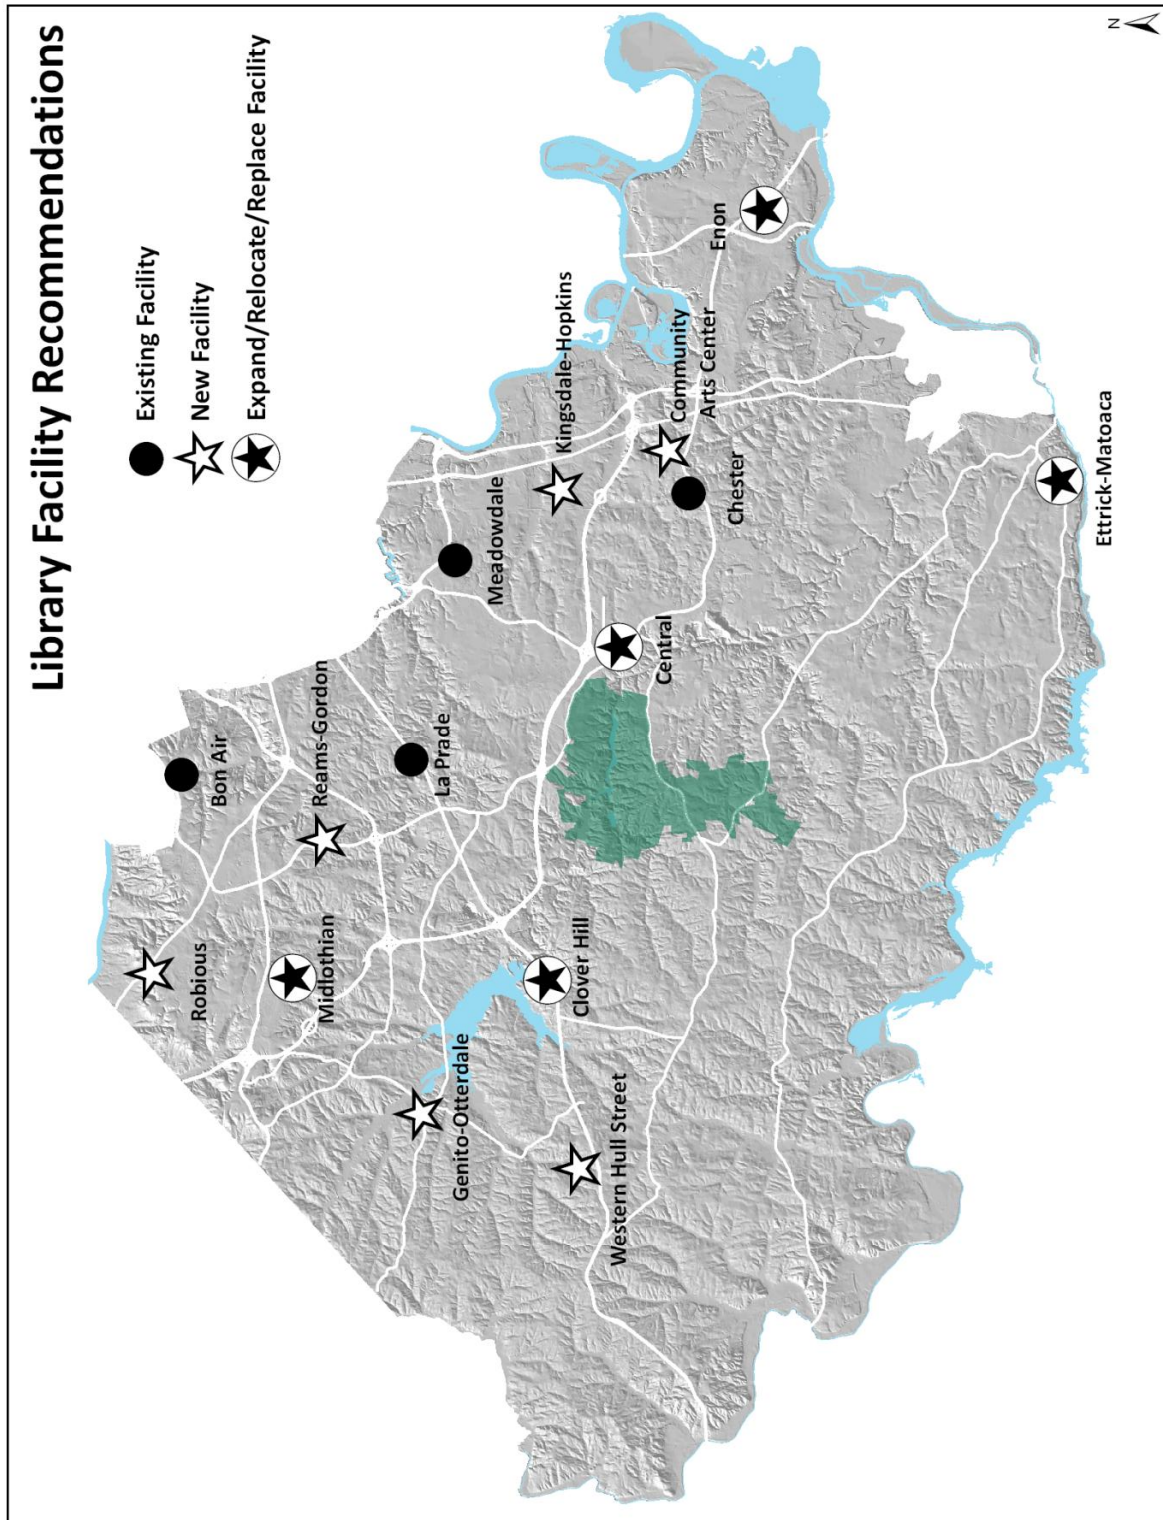 Library Facility Recommendations
Existing Facility
New Facility
Expand/Relocate/Replace Facility
N
Robious
Bon Air
Midlothian
Reams-Gordon
La Prade
Genito-Otterdale
Meadowdale
Clover Hill
Kingsdale-Hopkins
Western Hull Street
Central
Community
Arts Center
Chester
Enon
Ettrick-Matoaca